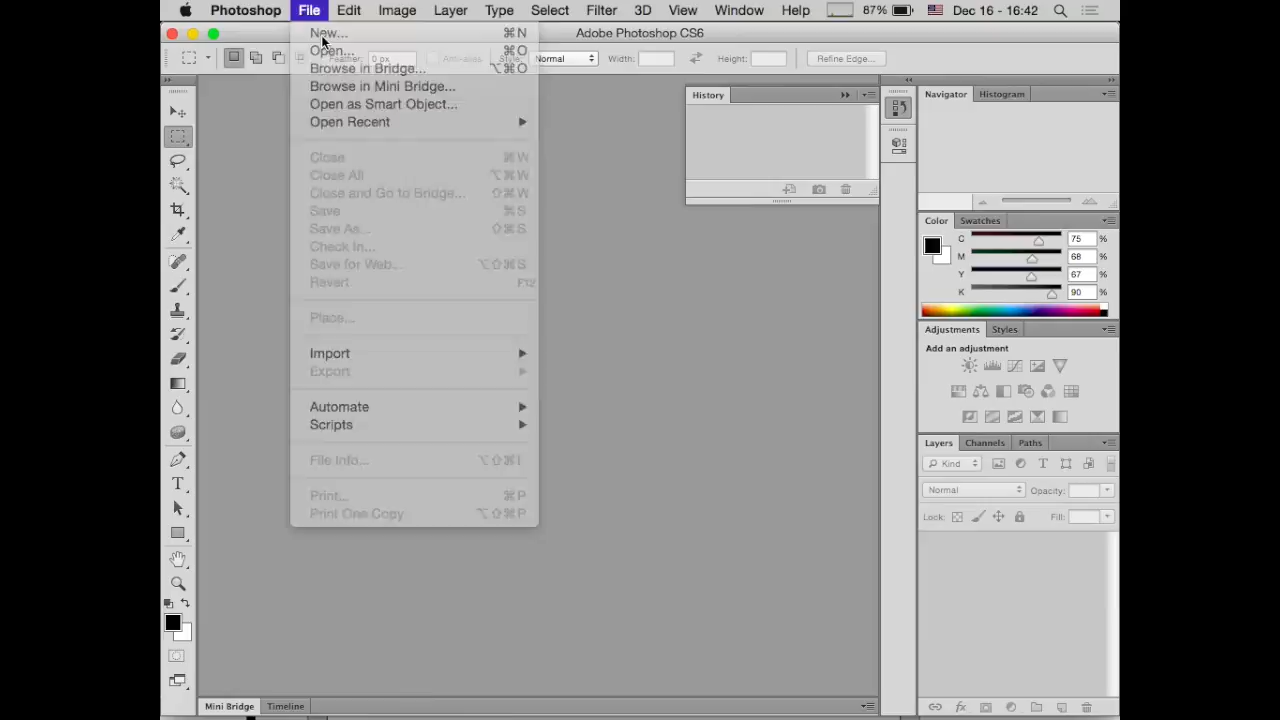 Photoshop File Edit Image Layer Type Select Filter 3D View Window Help 87% Dec 16 - 16:42
Adobe Photoshop CS6
Feather: 0 px Anti-alias Style: Normal Width: Height: Refine Edge...
New... ⌘N
Open... ⌘O
Browse in Bridge... ⌥⌘O
Browse in Mini Bridge...
Open as Smart Object...
Open Recent
Close ⌘W
Close All ⌥⌘W
Close and Go to Bridge... ⇧⌘W
Save ⌘S
Save As... ⇧⌘S
Check In...
Save for Web... ⌥⇧⌘S
Revert F12
Place...
Import
Export
Automate
Scripts
File Info... ⌥⇧⌘I
Print... ⌘P
Print One Copy ⌥⇧⌘P
History
Navigator Histogram
Color Swatches
C 75 %
M 68 %
Y 67 %
K 90 %
Adjustments Styles
Add an adjustment
Layers Channels Paths
Kind
Normal Opacity:
Lock: Fill:
Mini Bridge Timeline